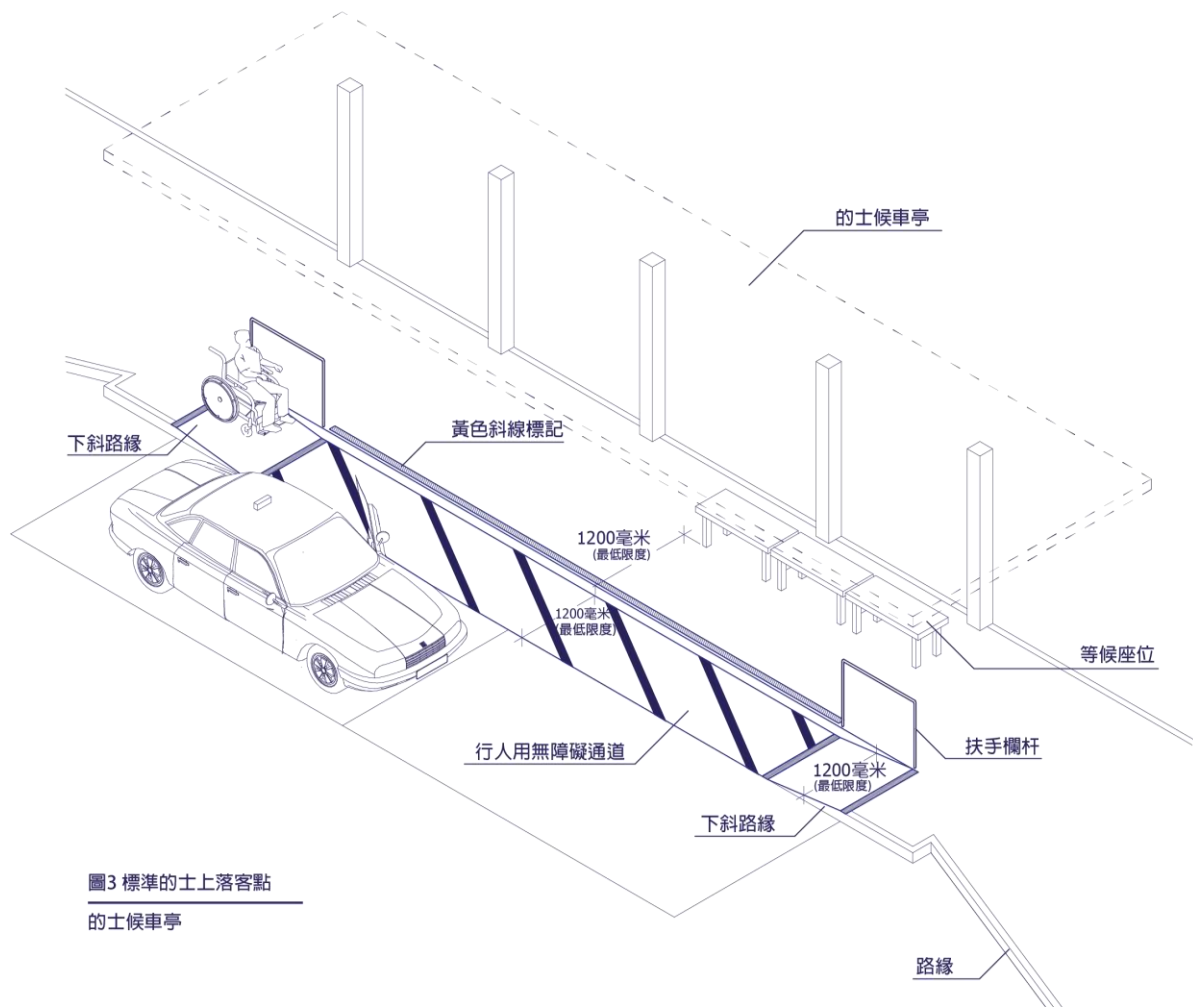 的士候車亭
下斜路緣
黃色斜線標記
1200毫米
(最低限度)
1200毫米
(最低限度)
等候座位
行人用無障礙通道
扶手欄杆
1200毫米
(最低限度)
下斜路緣
圖3 標準的士上落客點
的士候車亭
路緣